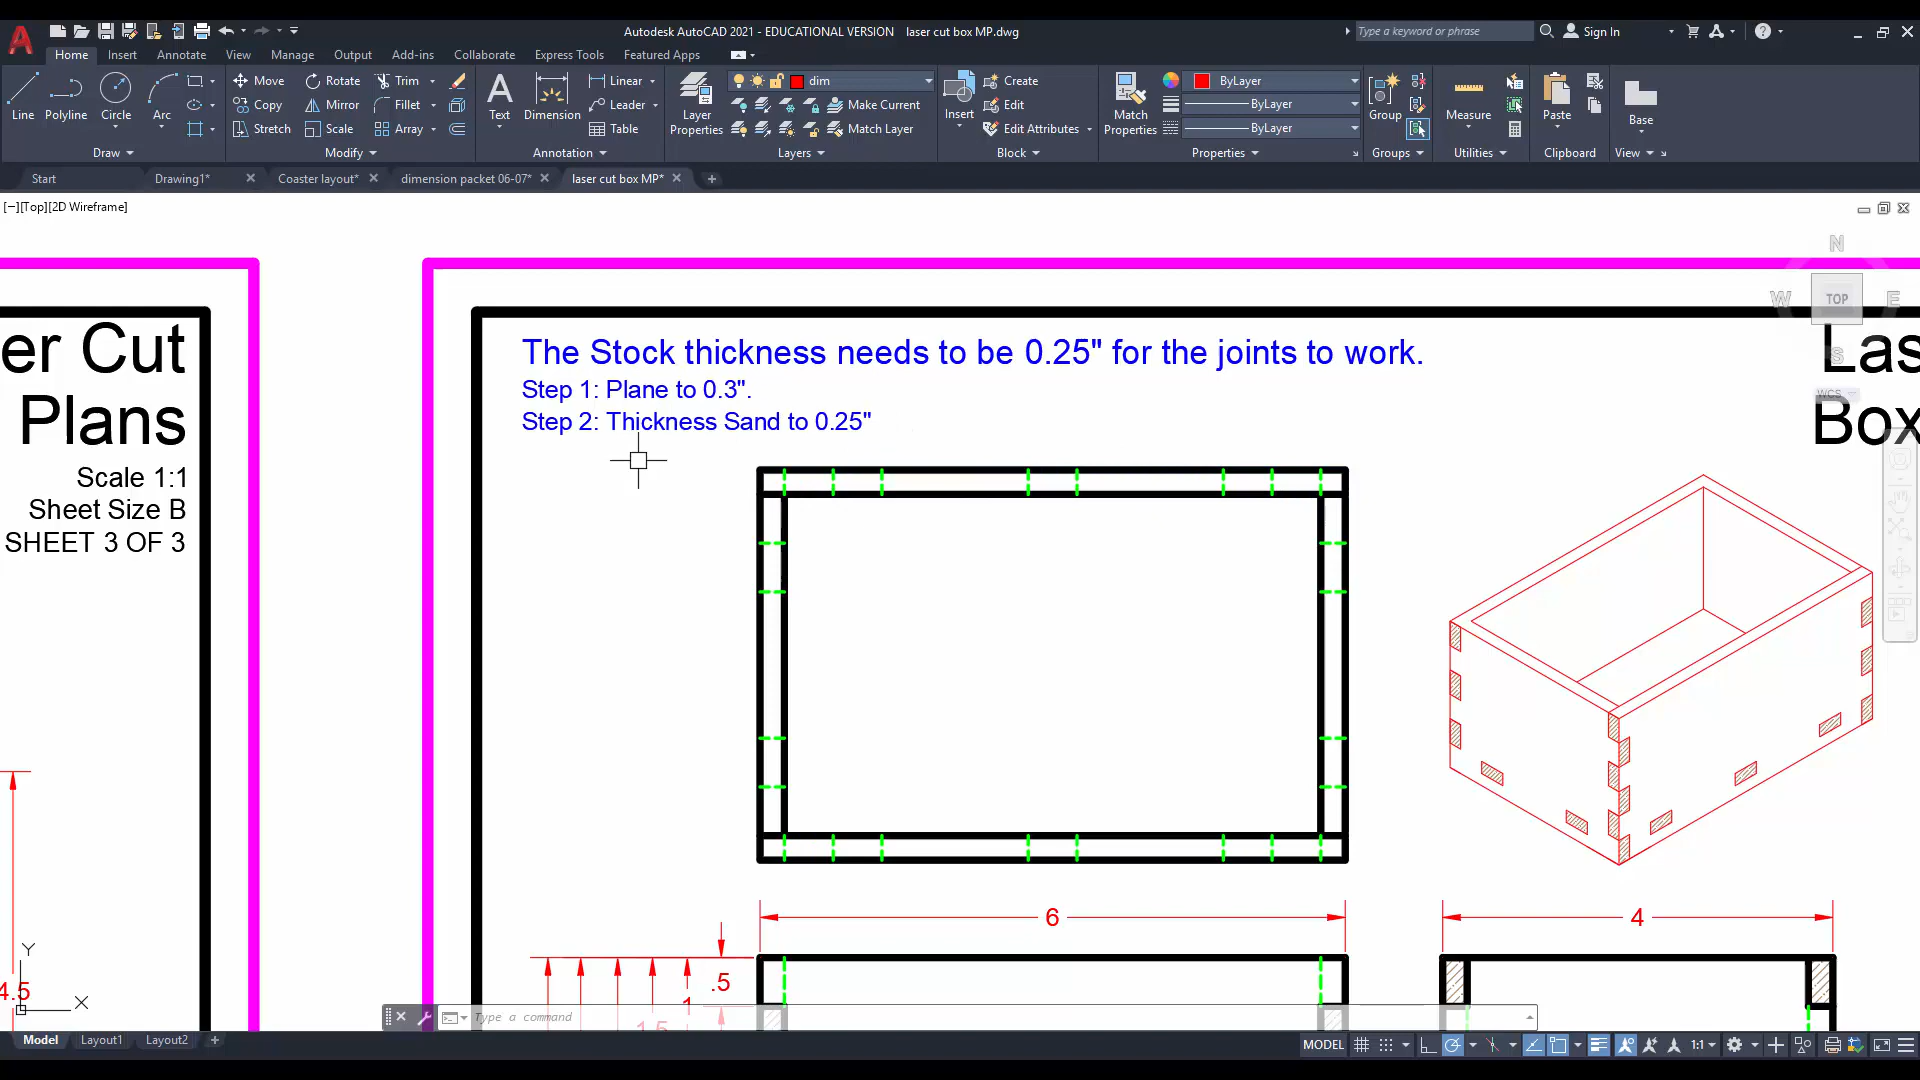 Autodesk AutoCAD 2021 - EDUCATIONAL VERSION laser cut box MP.dwg
Type a keyword or phrase
Sign In
Home Insert Annotate View Manage Output Add-ins Collaborate Express Tools Featured Apps
Line Polyline Circle Arc
Move Rotate Trim
Copy Mirror Fillet
Stretch Scale Array
Text Dimension
Linear
Leader
Table
Layer Properties
dim
Make Current
Match Layer
Insert
Create
Edit
Edit Attributes
Match Properties
ByLayer
ByLayer
ByLayer
Group Measure Paste Base
Draw Modify Annotation Layers Block Properties Groups Utilities Clipboard View
Start Drawing1* Coaster layout* dimension packet 06-07* laser cut box MP*
[−][Top][2D Wireframe]
N
W TOP E
S
WCS
er Cut
Plans
Scale 1:1
Sheet Size B
SHEET 3 OF 3
The Stock thickness needs to be 0.25" for the joints to work.
Step 1: Plane to 0.3".
Step 2: Thickness Sand to 0.25"
Las
Box
6
4
.5
1
1.5
4.5
Y
X
Type a command
Model Layout1 Layout2
MODEL
1:1